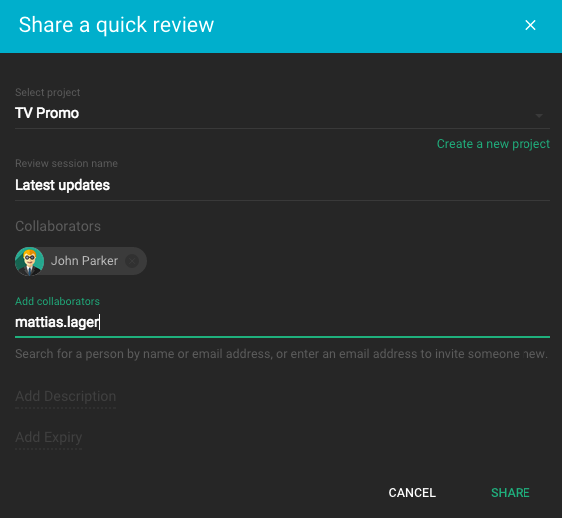 Share a quick review
Select project
TV Promo
Create a new project
Review session name
Latest updates
Collaborators
John Parker
Add collaborators
mattias.lager
Search for a person by name or email address, or enter an email address to invite someone new.
Add Description
Add Expiry
CANCEL SHARE